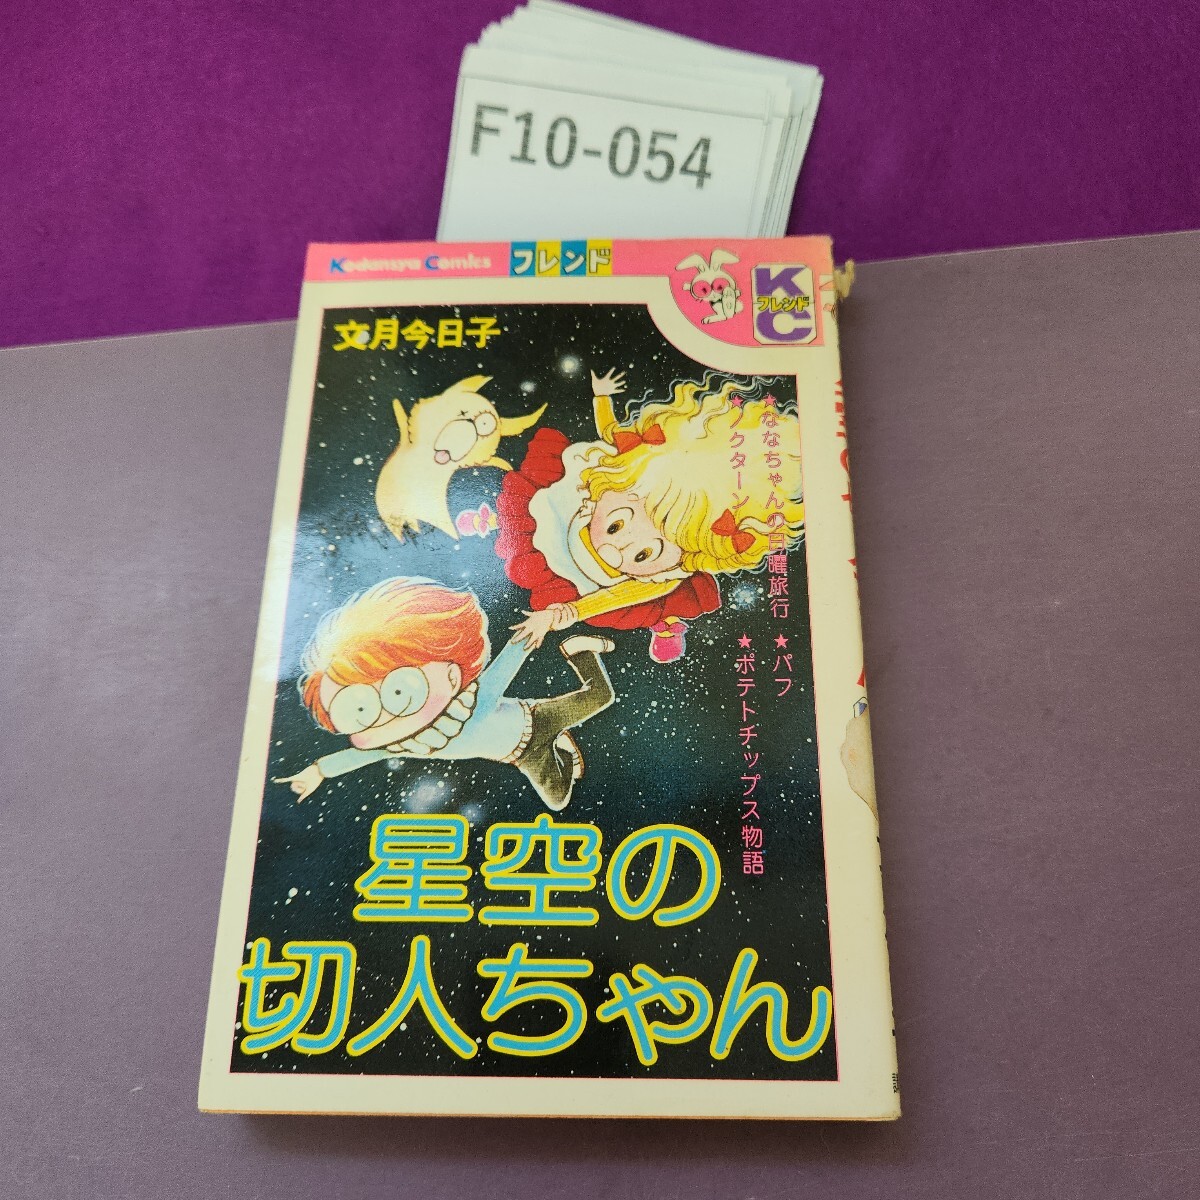 F10-054
Kodansya Comics フレンド
KC
フレンド
文月今日子
★ななちゃんの日曜旅行 ★パフ
★ノクターン ★ポテトチップス物語
星空の
切人ちゃん